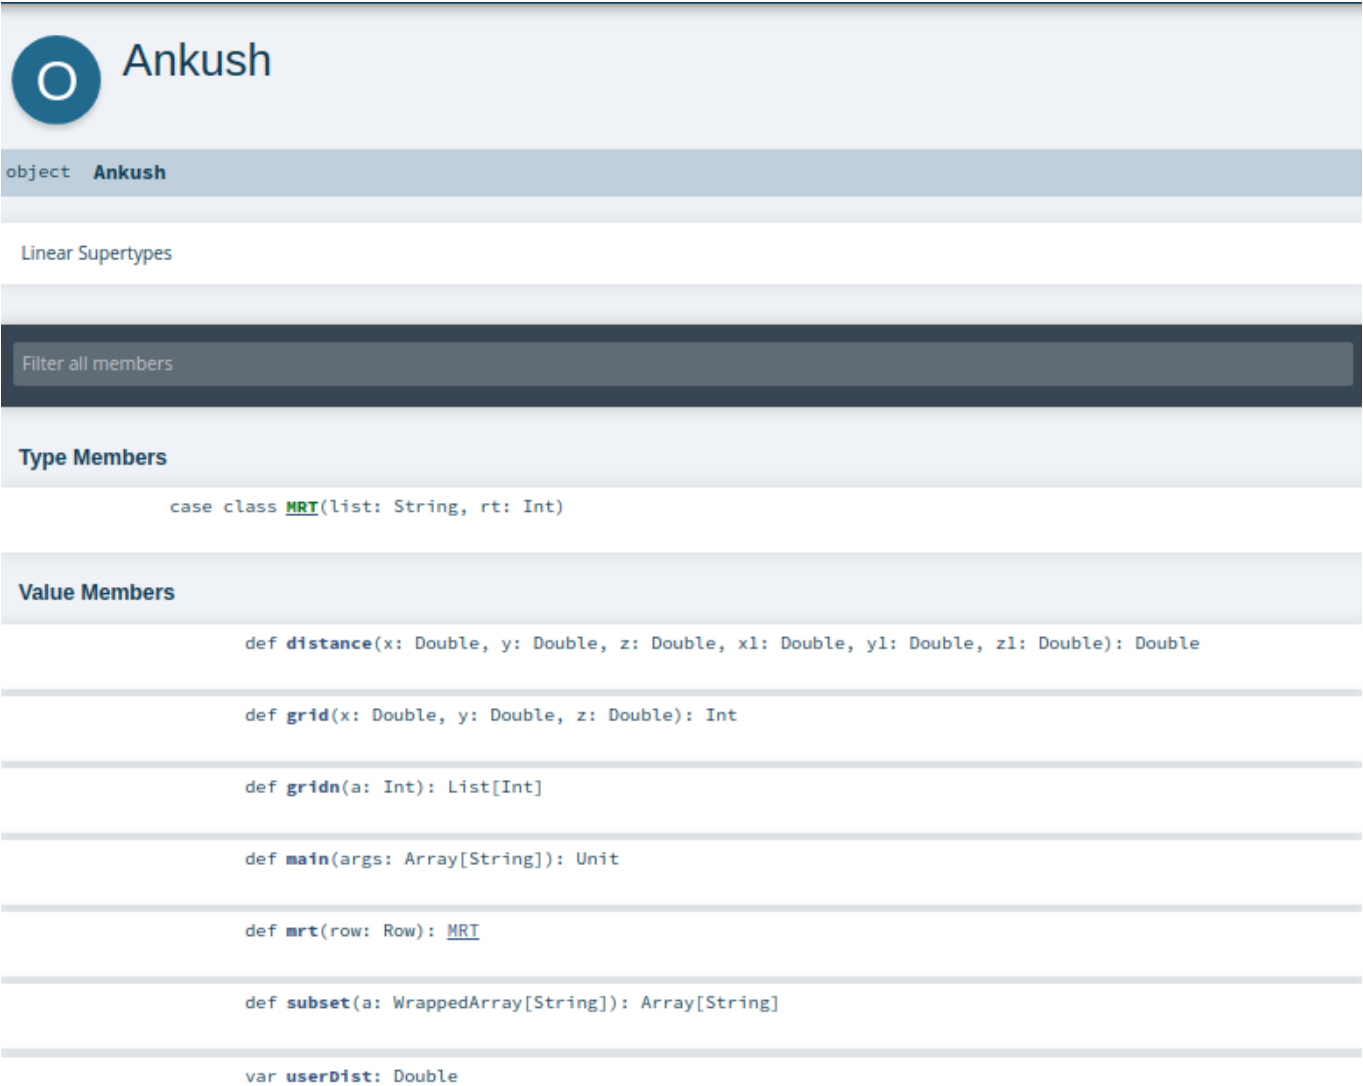 O
Ankush
object Ankush
Linear Supertypes
Filter all members
Type Members
case class MRT(list: String, rt: Int)
Value Members
def distance(x: Double, y: Double, z: Double, xl: Double, yl: Double, zl: Double): Double
def grid(x: Double, y: Double, z: Double): Int
def gridn(a: Int): List[Int]
def main(args: Array[String]): Unit
def mrt(row: Row): MRT
def subset(a: WrappedArray[String]): Array[String]
var userDist: Double